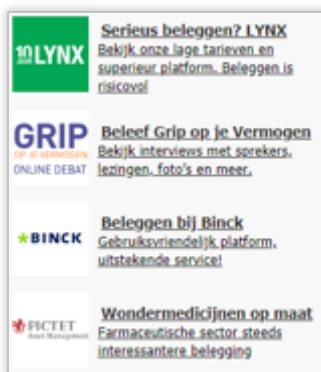 10 LYNX
Serieus beleggen? LYNX
Bekijk onze lage tarieven en
superieur platform. Beleggen is
risicovol
GRIP
OP JE VERMOGEN
ONLINE DEBAT
Beleef Grip op je Vermogen
Bekijk interviews met sprekers,
lezingen, foto's en meer.
BINCK
Beleggen bij Binck
Gebruiksvriendelijk platform,
uitstekende service!
PICTET
Asset Management
Wondermedicijnen op maat
Farmaceutische sector steeds
interessantere belegging